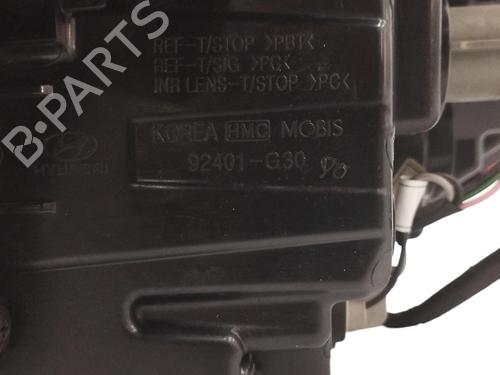 REF-T/STOP >PBT<
REF-T/SIG >PC<
INR LENS-T/STOP >PC<
KOREA HMC MOBIS
HYUNDAI
92401-G30
B-PARTS